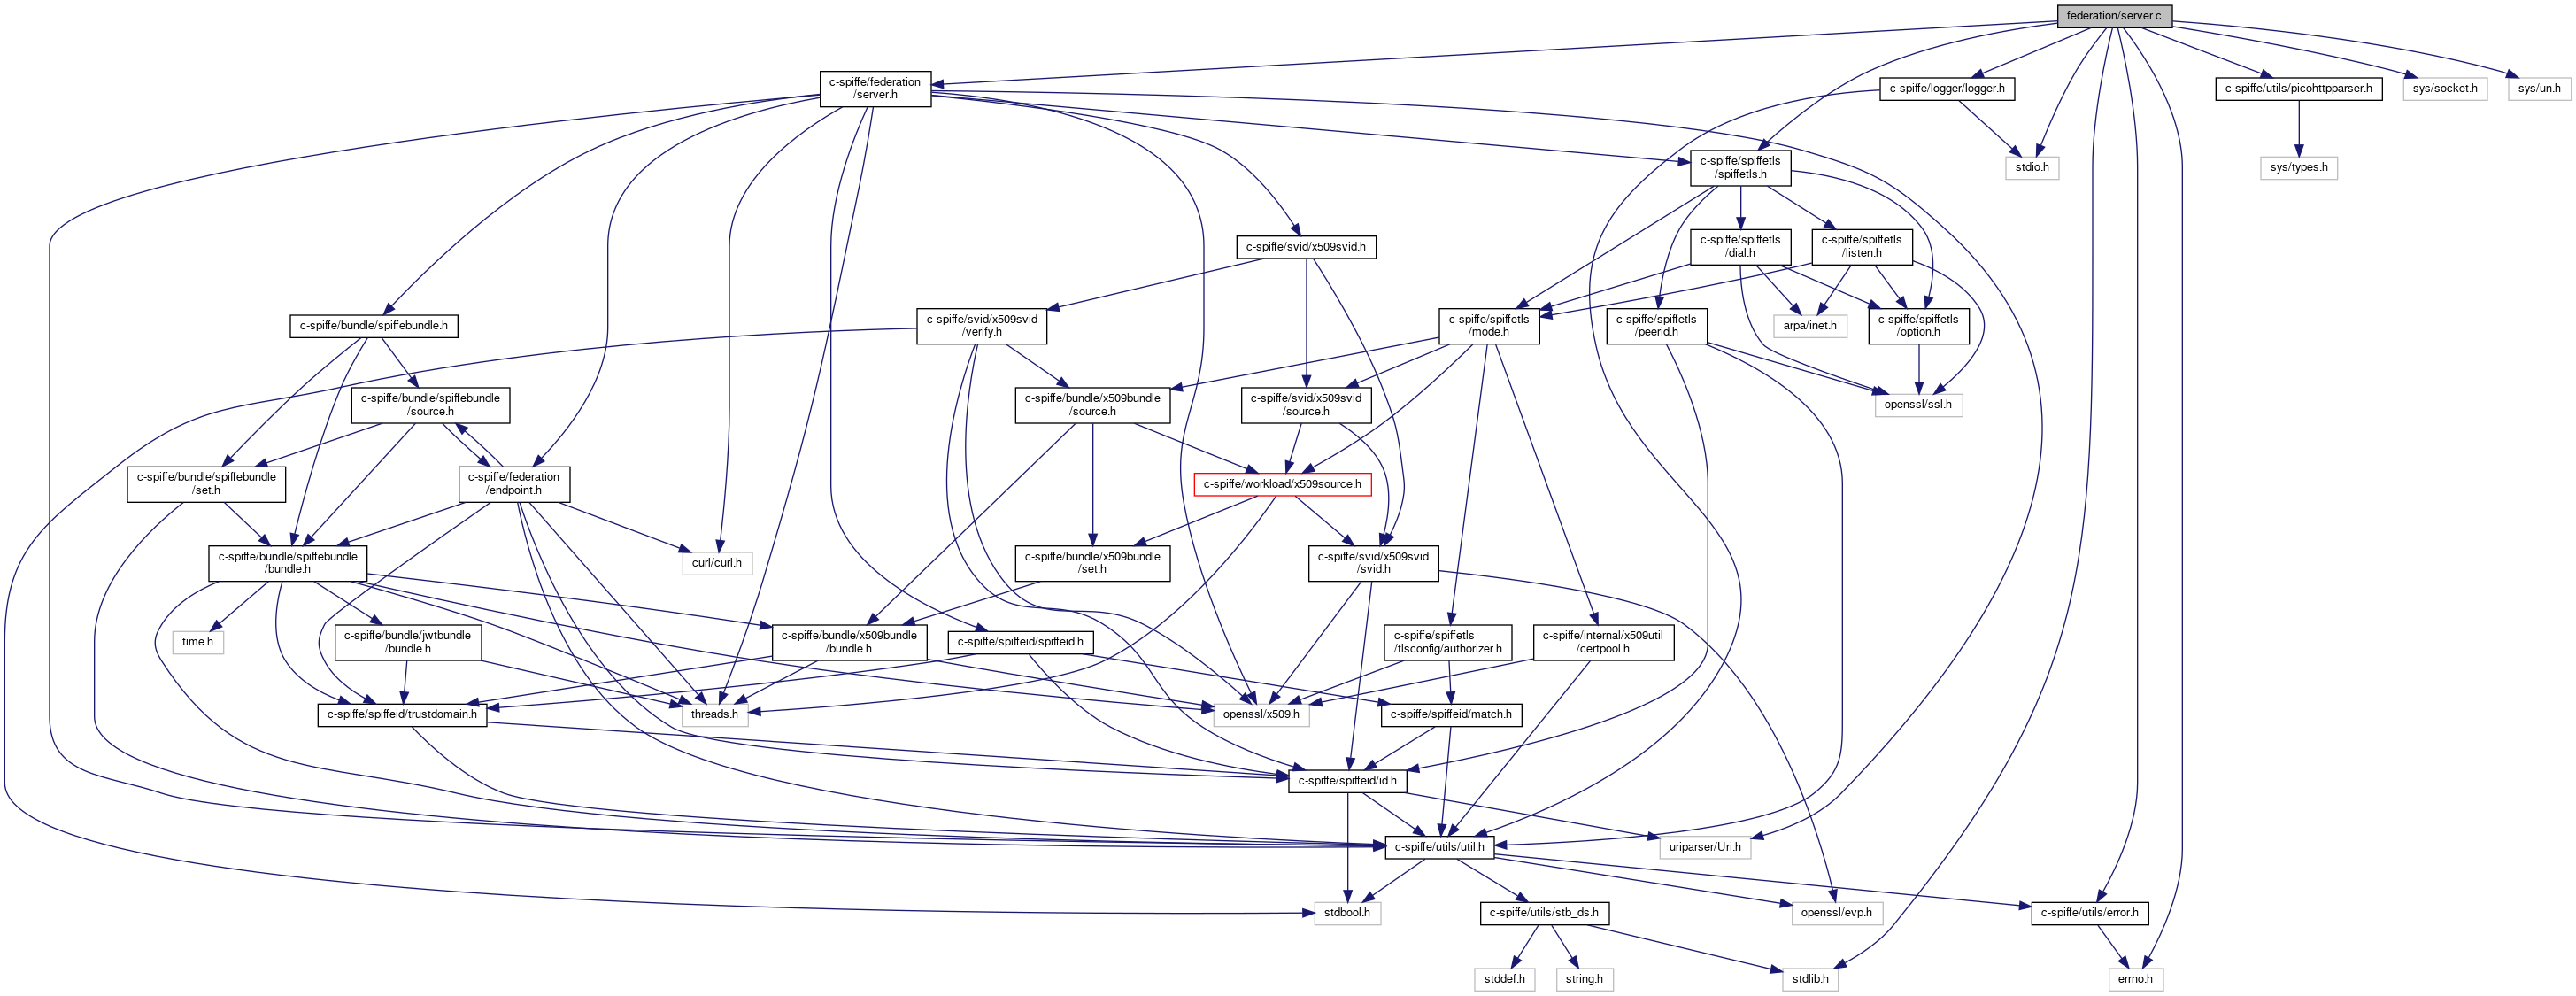 federation/server.c
c-spiffe/federation
/server.h
c-spiffe/logger/logger.h
c-spiffe/utils/picohttpparser.h
sys/socket.h
sys/un.h
c-spiffe/spiffetls
/spiffetls.h
stdio.h
sys/types.h
c-spiffe/svid/x509svid.h
c-spiffe/spiffetls
/dial.h
c-spiffe/spiffetls
/listen.h
c-spiffe/bundle/spiffebundle.h
c-spiffe/svid/x509svid
/verify.h
c-spiffe/spiffetls
/mode.h
c-spiffe/spiffetls
/peerid.h
arpa/inet.h
c-spiffe/spiffetls
/option.h
c-spiffe/bundle/spiffebundle
/source.h
c-spiffe/bundle/x509bundle
/source.h
c-spiffe/svid/x509svid
/source.h
openssl/ssl.h
c-spiffe/bundle/spiffebundle
/set.h
c-spiffe/federation
/endpoint.h
c-spiffe/workload/x509source.h
c-spiffe/bundle/spiffebundle
/bundle.h
curl/curl.h
c-spiffe/bundle/x509bundle
/set.h
c-spiffe/svid/x509svid
/svid.h
time.h
c-spiffe/bundle/jwtbundle
/bundle.h
c-spiffe/bundle/x509bundle
/bundle.h
c-spiffe/spiffeid/spiffeid.h
c-spiffe/spiffetls
/tlsconfig/authorizer.h
c-spiffe/internal/x509util
/certpool.h
c-spiffe/spiffeid/trustdomain.h
threads.h
openssl/x509.h
c-spiffe/spiffeid/match.h
c-spiffe/spiffeid/id.h
c-spiffe/utils/util.h
uriparser/Uri.h
stdbool.h
c-spiffe/utils/stb_ds.h
openssl/evp.h
c-spiffe/utils/error.h
stddef.h
string.h
stdlib.h
errno.h